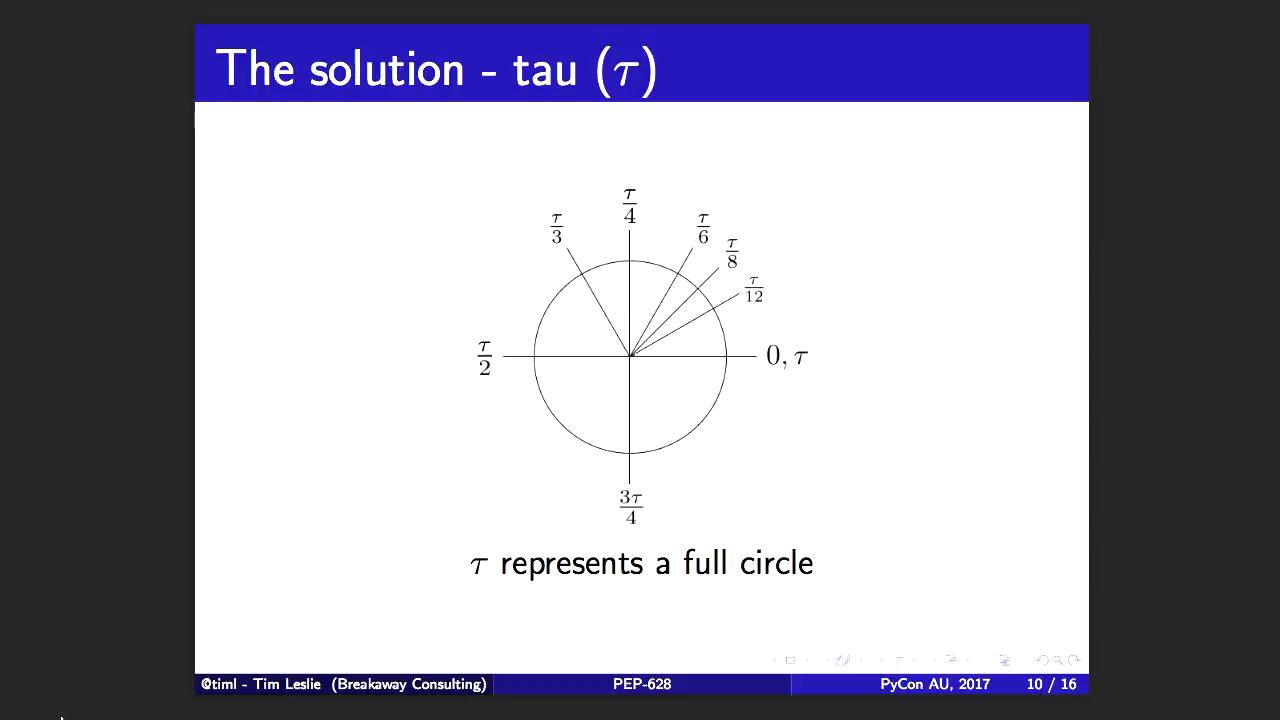 The solution - tau (τ)
τ/4
τ/3
τ/6
τ/8
τ/12
τ/2
0, τ
3τ/4
τ represents a full circle
©timl - Tim Leslie (Breakaway Consulting) PEP-628 PyCon AU, 2017 10 / 16